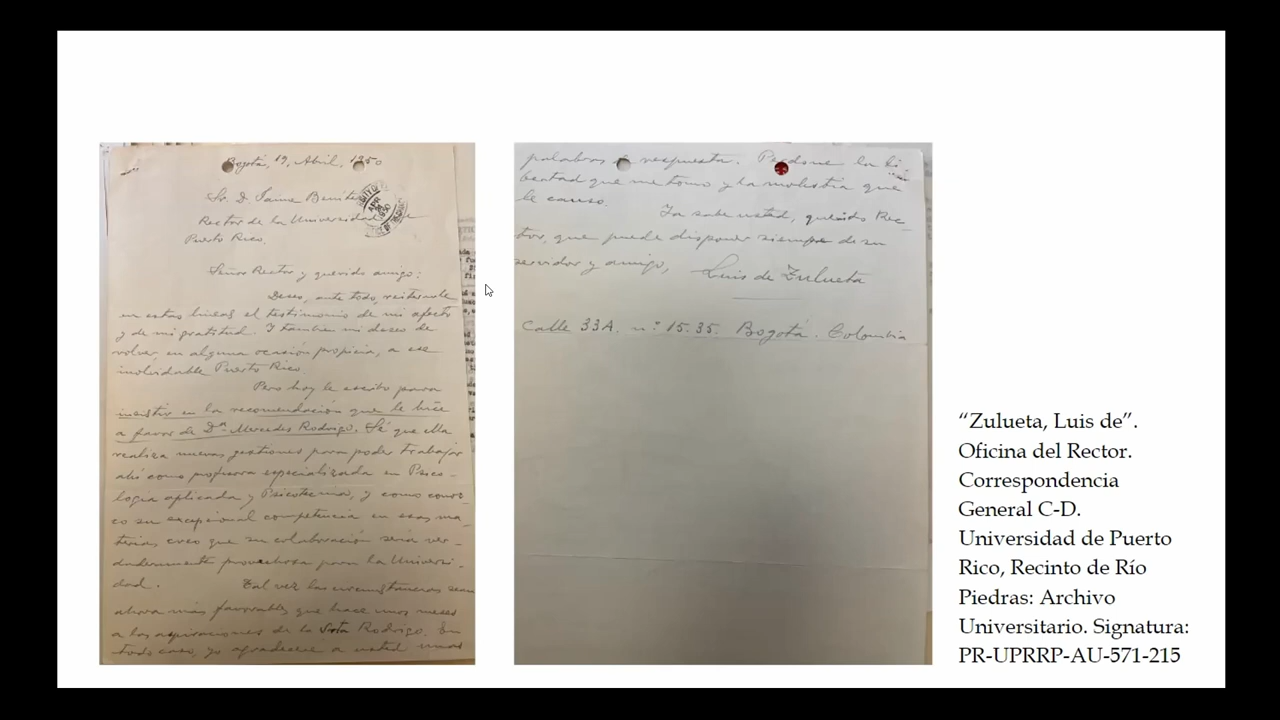 Bogotá, 19, Abril, 1950
Sr. D. Jaime Benítez
Rector de la Universidad de
Puerto Rico.
Señor Rector y querido amigo:
Deseo, ante todo, reiterarle
en estas líneas el testimonio de mi afecto
y de mi gratitud. Y también mi deseo de
volver, en alguna ocasión propicia, a ese
inolvidable Puerto Rico.
Pero hoy le escribo para
insistir en la recomendación que le hice
a favor de Dª Mercedes Rodrigo. Sé que ella
realiza nuevas gestiones para poder trabajar
ahí como profesora especializada en Psico-
logía aplicada y Psicotecnia, y como conoz-
co su excepcional competencia en esas ma-
terias, creo que su colaboración sería ver-
daderamente provechosa para la Universi-
dad.
Tal vez las circunstancias sean
ahora más favorables que hace unos meses
a las aspiraciones de la Srta Rodrigo. En
todo caso, yo agradeceré a usted unas
palabras de respuesta. Perdone la li-
bertad que me tomo y la molestia que
le causo.
Ya sabe usted, querido Rec-
tor, que puede disponer siempre de su
servidor y amigo,
Luis de Zulueta
Calle 33A. nº 15.35. Bogotá. Colombia
“Zulueta, Luis de”.
Oficina del Rector.
Correspondencia
General C-D.
Universidad de Puerto
Rico, Recinto de Río
Piedras: Archivo
Universitario. Signatura:
PR-UPRRP-AU-571-215